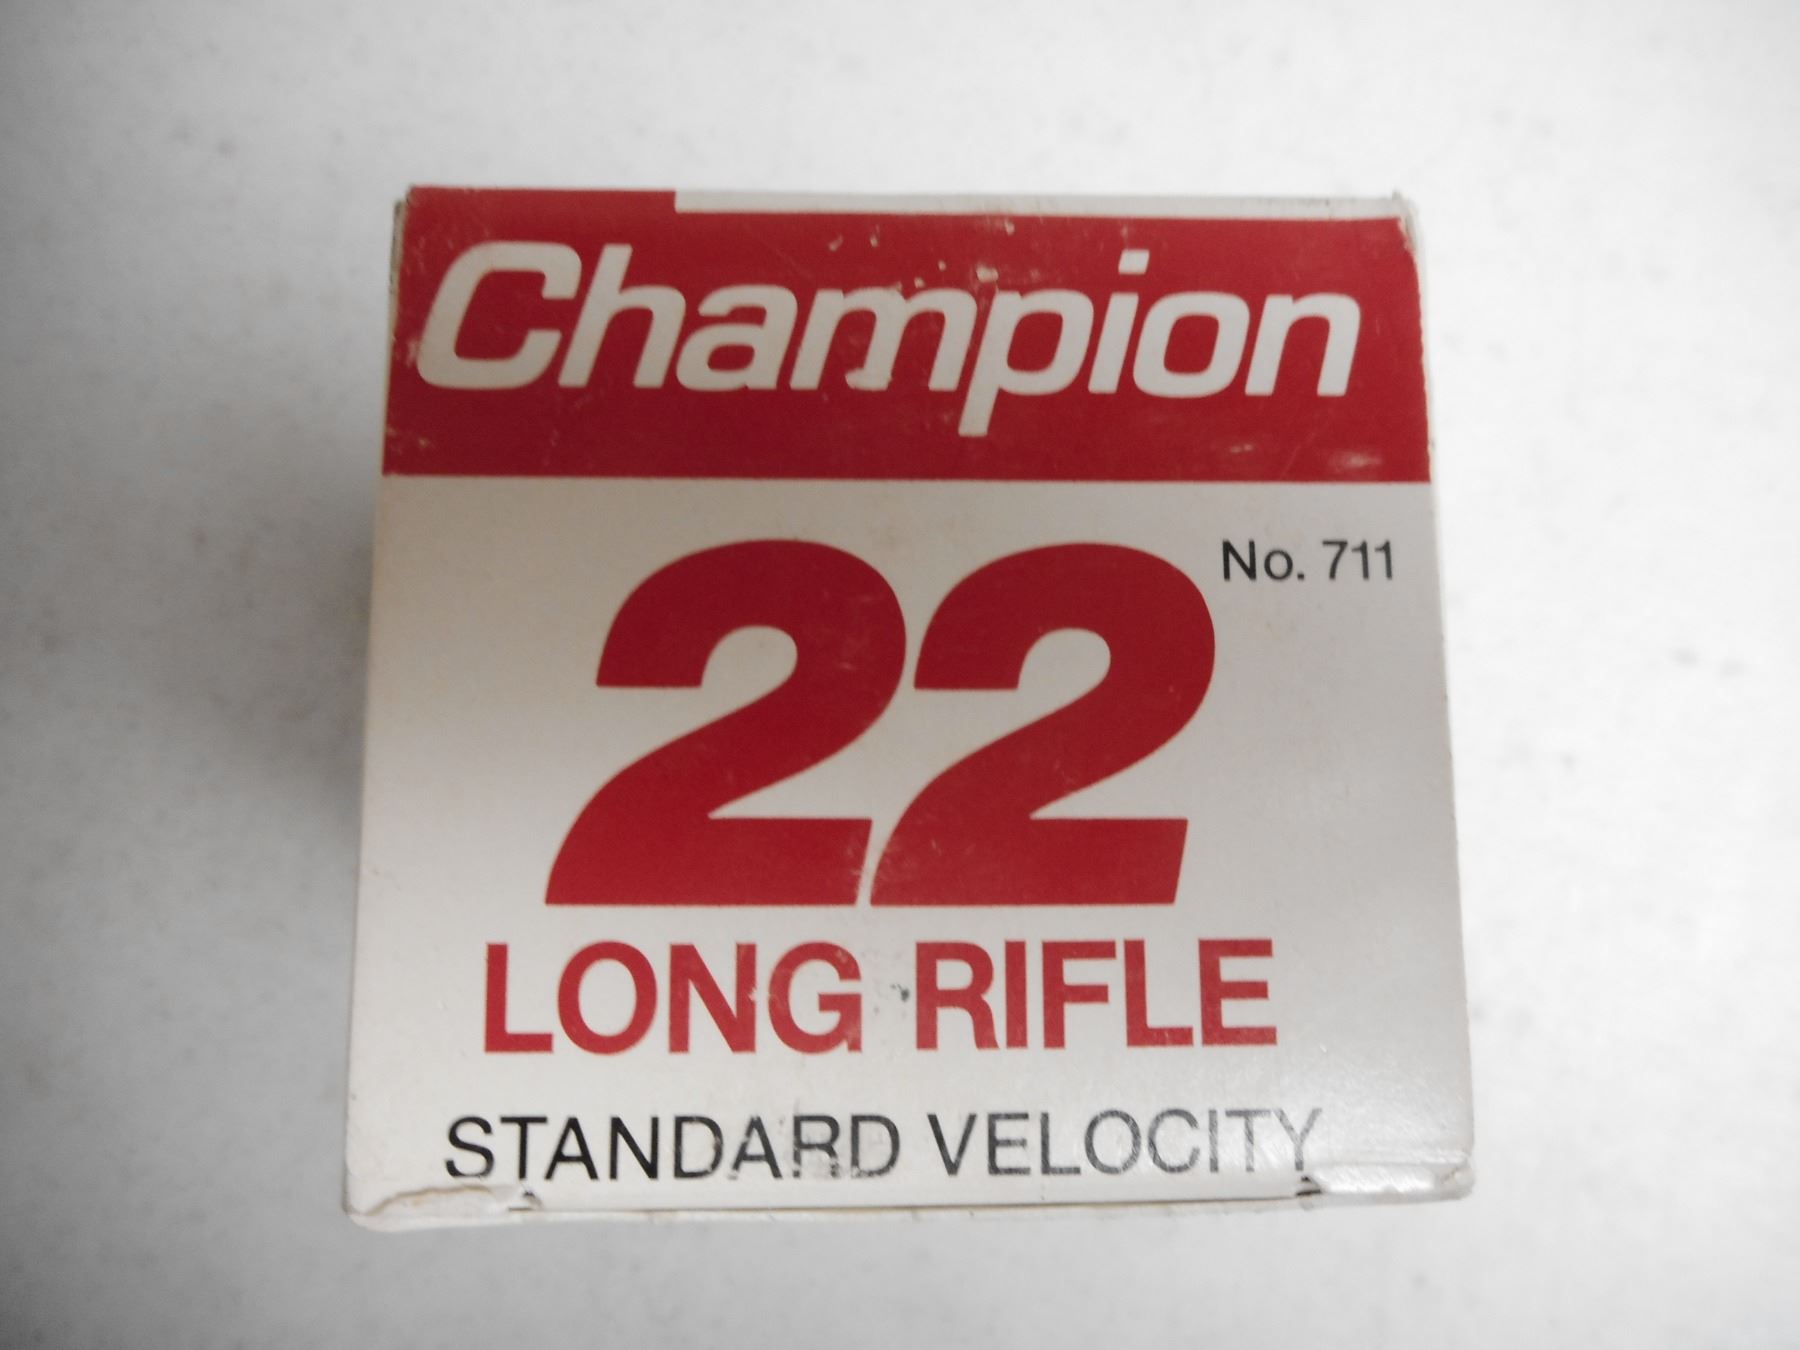 Champion
No. 711
22
LONG RIFLE
STANDARD VELOCITY